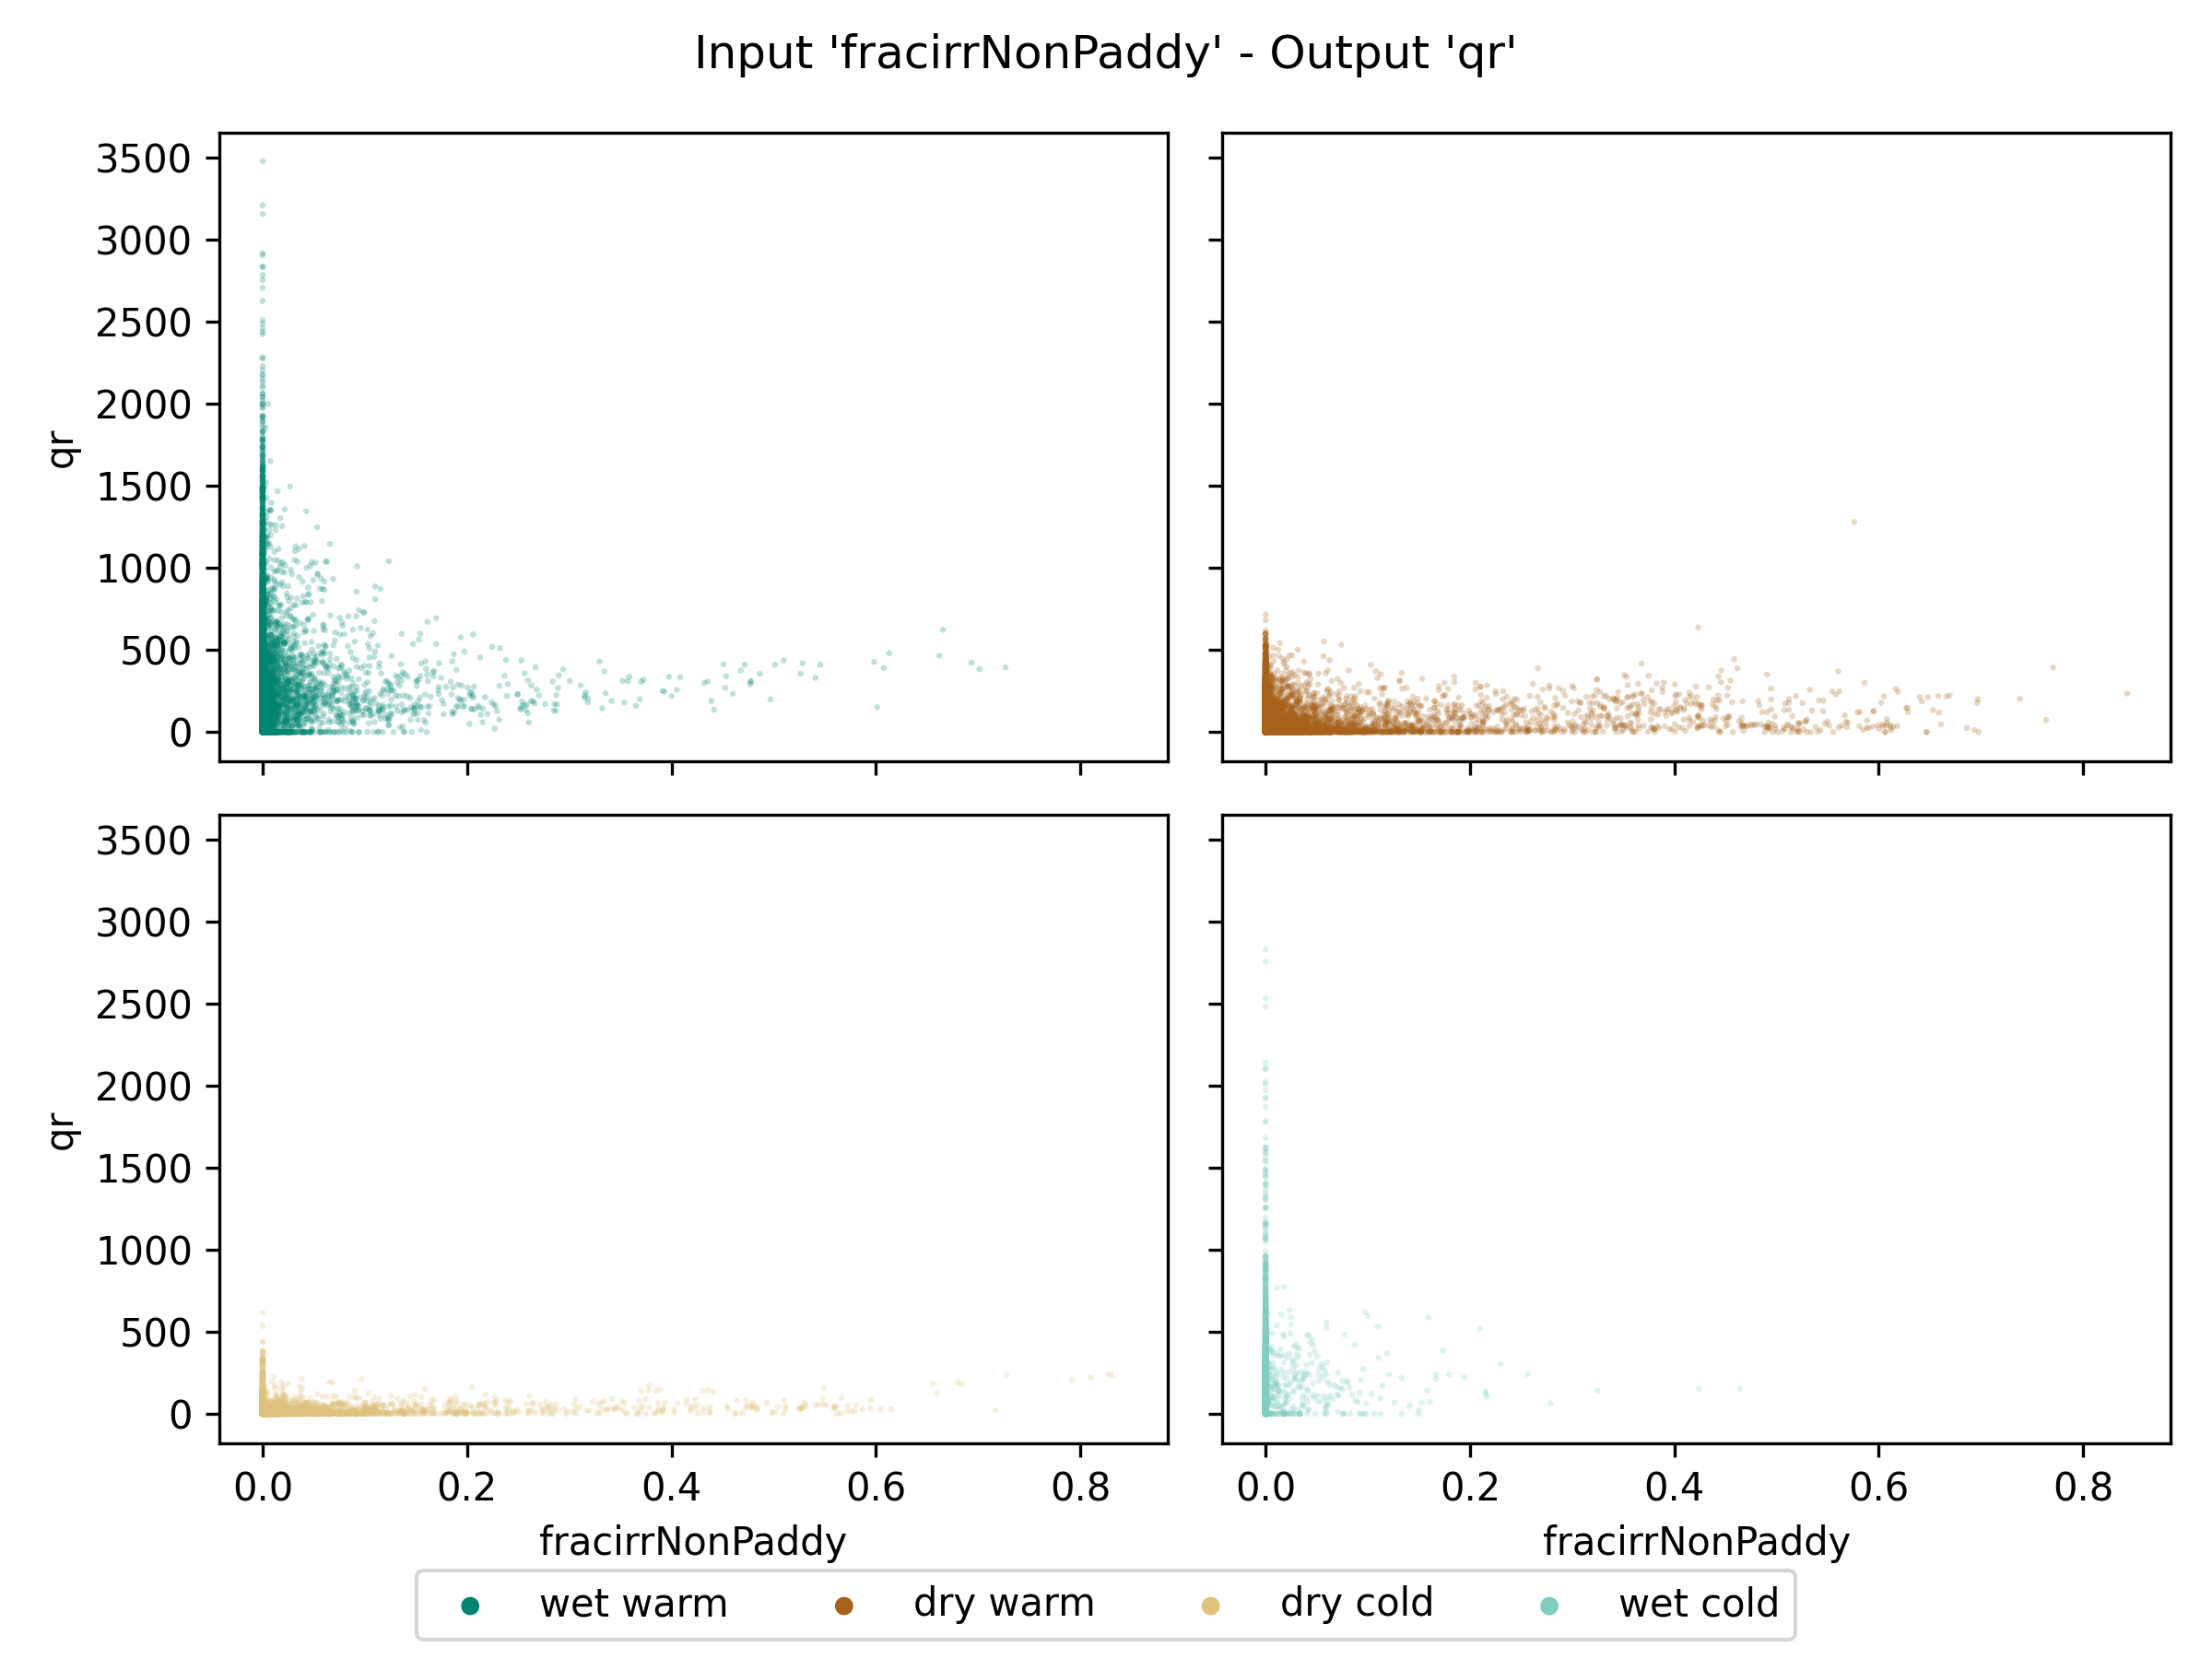 Input 'fracirrNonPaddy' - Output 'qr'
3500
3000
2500
2000
1500
1000
500
0
qr
3500
3000
2500
2000
1500
1000
500
0
qr
0.0 0.2 0.4 0.6 0.8
0.0 0.2 0.4 0.6 0.8
fracirrNonPaddy
fracirrNonPaddy
wet warm dry warm dry cold wet cold